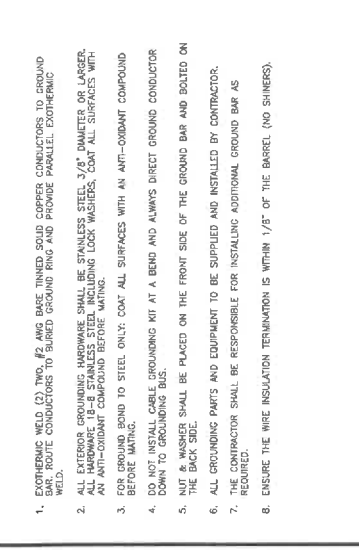 1. EXOTHERMIC WELD (2) TWO, #2 AWG BARE TINNED SOLID COPPER CONDUCTORS TO GROUND
BAR. ROUTE CONDUCTORS TO BURIED GROUND RING AND PROVIDE PARALLEL EXOTHERMIC
WELD.
2. ALL EXTERIOR GROUNDING HARDWARE SHALL BE STAINLESS STEEL 3/8" DIAMETER OR LARGER.
ALL HARDWARE 18-8 STAINLESS STEEL INCLUDING LOCK WASHERS, COAT ALL SURFACES WITH
AN ANTI-OXIDANT COMPOUND BEFORE MATING.
3. FOR GROUND BOND TO STEEL ONLY: COAT ALL SURFACES WITH AN ANTI-OXIDANT COMPOUND
BEFORE MATING.
4. DO NOT INSTALL CABLE GROUNDING KIT AT A BEND AND ALWAYS DIRECT GROUND CONDUCTOR
DOWN TO GROUNDING BUS.
5. NUT & WASHER SHALL BE PLACED ON THE FRONT SIDE OF THE GROUND BAR AND BOLTED ON
THE BACK SIDE.
6. ALL GROUNDING PARTS AND EQUIPMENT TO BE SUPPLIED AND INSTALLED BY CONTRACTOR.
7. THE CONTRACTOR SHALL BE RESPONSIBLE FOR INSTALLING ADDITIONAL GROUND BAR AS
REQUIRED.
8. ENSURE THE WIRE INSULATION TERMINATION IS WITHIN 1/8" OF THE BARREL (NO SHINERS).